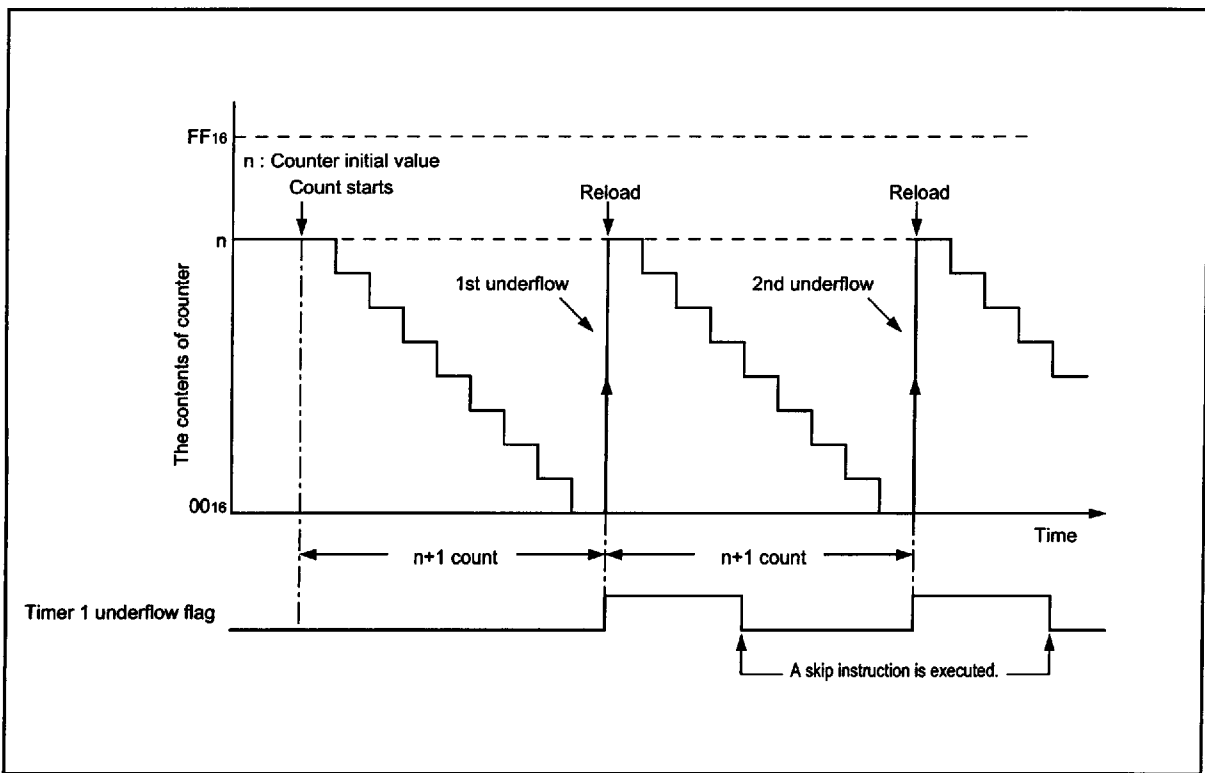 FF16
n : Counter initial value
Count starts
Reload
Reload
n
1st underflow
2nd underflow
The contents of counter
0016
Time
n+1 count
n+1 count
Timer 1 underflow flag
A skip instruction is executed.